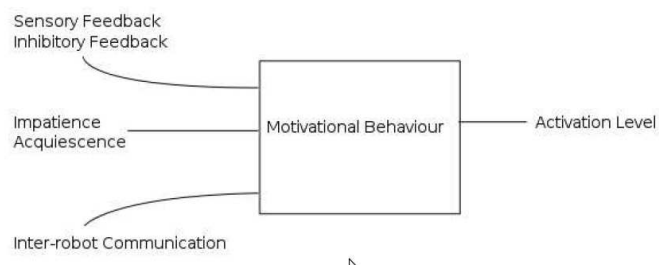 Sensory Feedback
Inhibitory Feedback
Impatience
Acquiescence
Motivational Behaviour
Activation Level
Inter-robot Communication